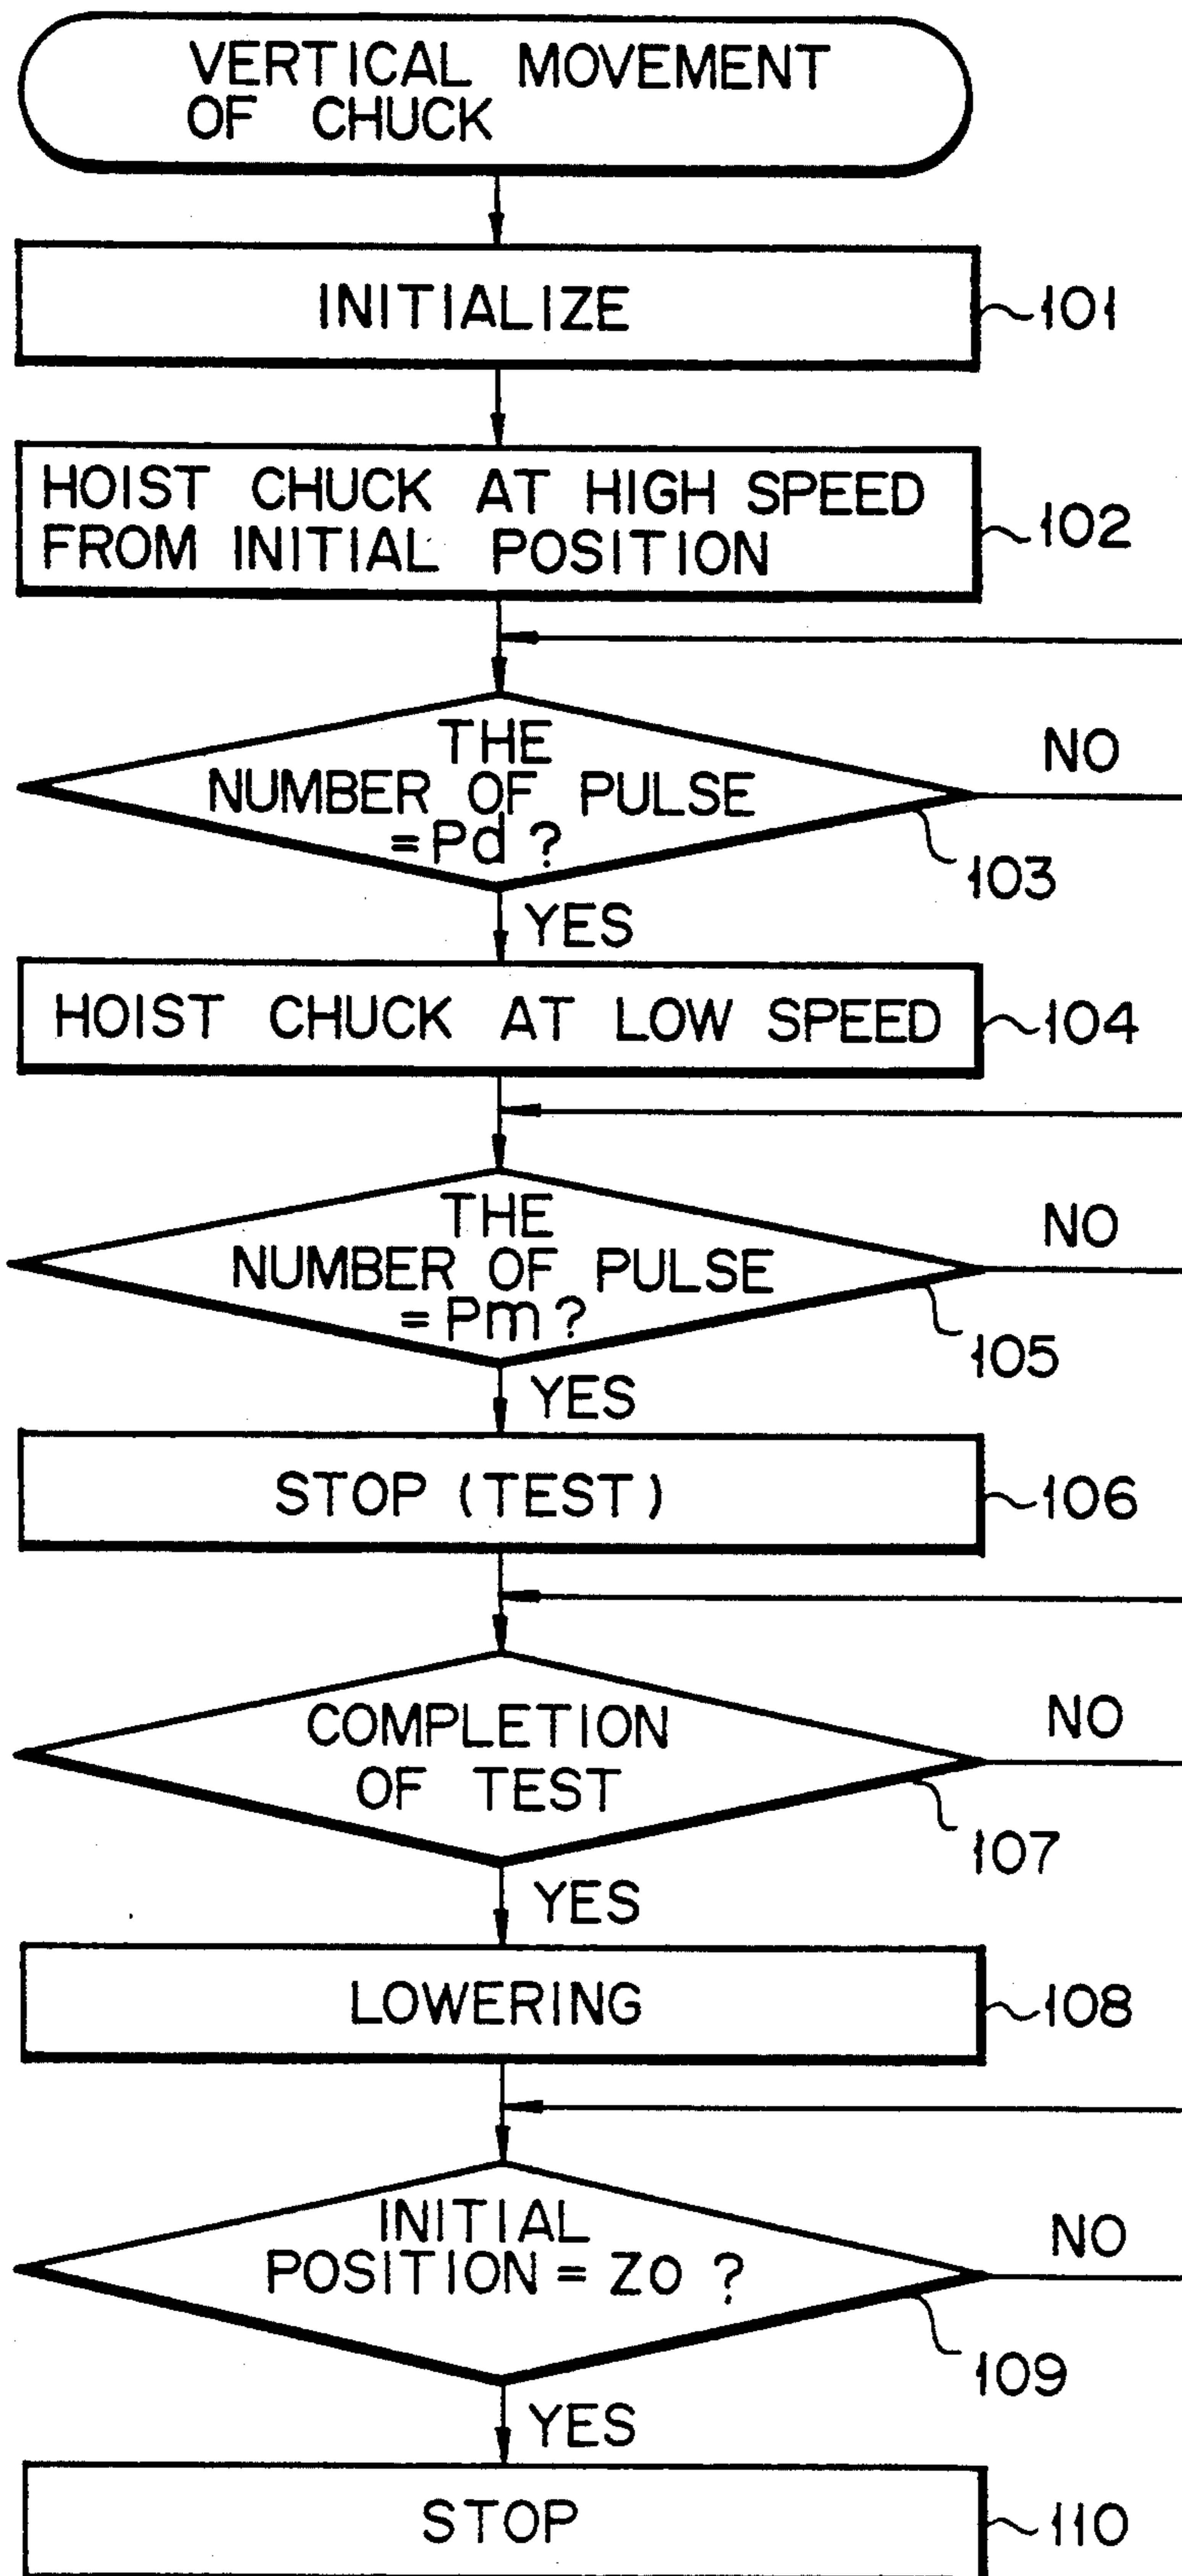 VERTICAL MOVEMENT
OF CHUCK
INITIALIZE
101
HOIST CHUCK AT HIGH SPEED
FROM INITIAL POSITION
102
THE
NUMBER OF PULSE
=Pd?
NO
103
YES
HOIST CHUCK AT LOW SPEED
104
THE
NUMBER OF PULSE
=Pm?
NO
105
YES
STOP (TEST)
106
COMPLETION
OF TEST
NO
107
YES
LOWERING
108
INITIAL
POSITION = ZO ?
NO
109
YES
STOP
110